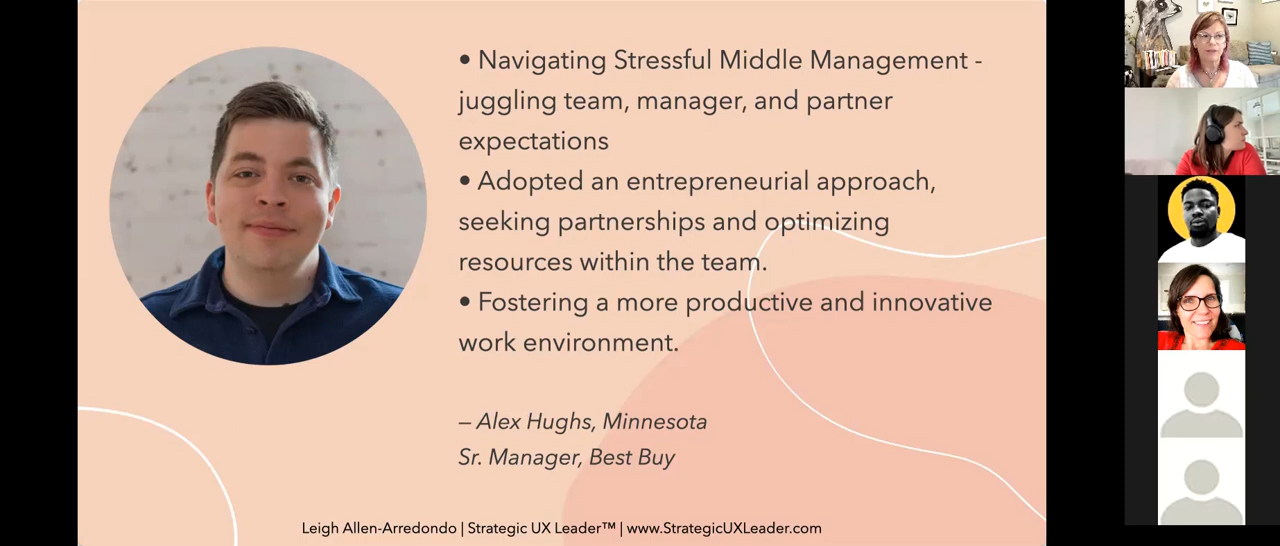 • Navigating Stressful Middle Management -
juggling team, manager, and partner
expectations
• Adopted an entrepreneurial approach,
seeking partnerships and optimizing
resources within the team.
• Fostering a more productive and innovative
work environment.
– Alex Hughs, Minnesota
Sr. Manager, Best Buy
Leigh Allen-Arredondo | Strategic UX Leader™ | www.StrategicUXLeader.com